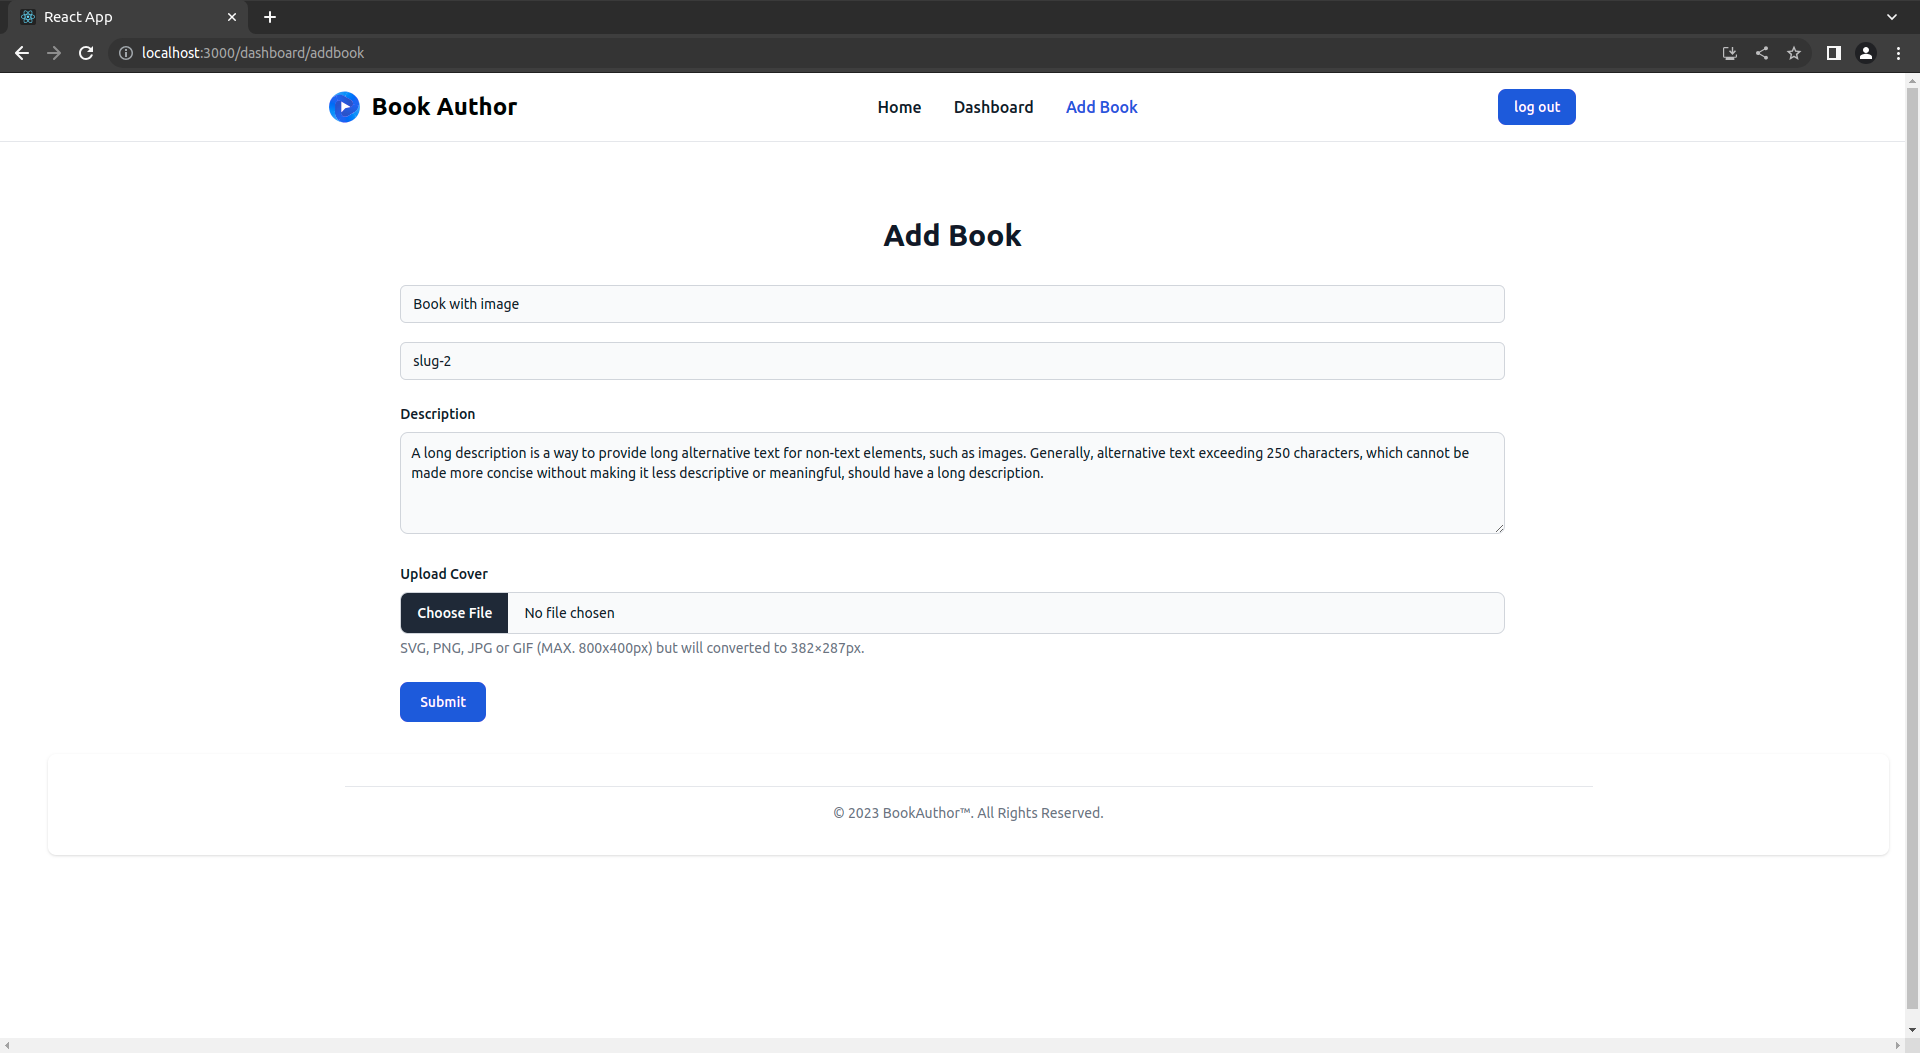 React App
localhost:3000/dashboard/addbook
Book Author
Home
Dashboard
Add Book
log out
Add Book
Book with image
slug-2
Description
A long description is a way to provide long alternative text for non-text elements, such as images. Generally, alternative text exceeding 250 characters, which cannot be
made more concise without making it less descriptive or meaningful, should have a long description.
Upload Cover
Choose File
No file chosen
SVG, PNG, JPG or GIF (MAX. 800x400px) but will converted to 382×287px.
Submit
© 2023 BookAuthor™. All Rights Reserved.